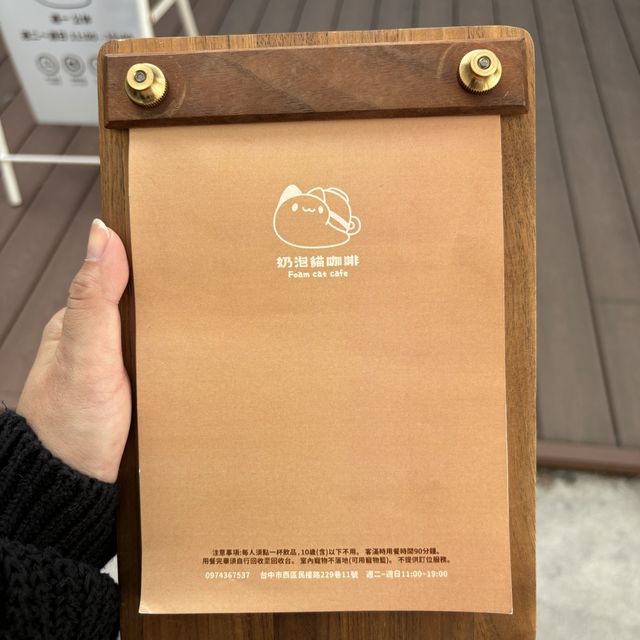 奶泡貓咖啡
Foam cat cafe
注意事項:每人須點一杯飲品,10歲(含)以下不用。 客滿時用餐時間90分鐘。
用餐完畢須自行回收至回收台。 室內寵物不落地(可用寵物籃)。 不提供訂位服務。
0974367537 台中市西區民權路229巷11號 週二~週日11:00~19:00